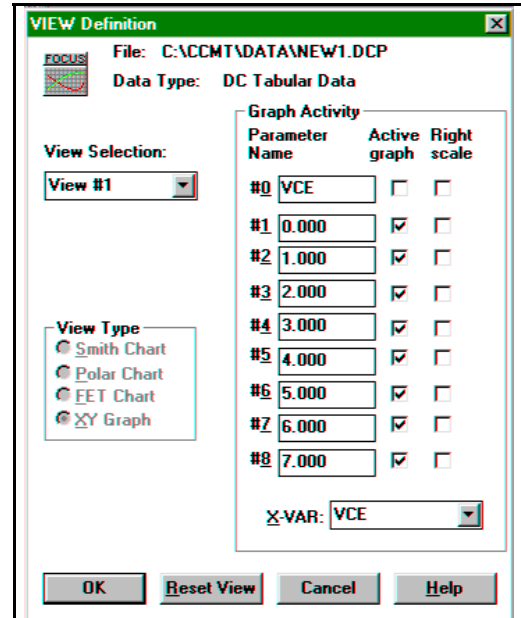 VIEW Definition
FOCUS
File: C:\CCMT\DATA\NEW1.DCP
Data Type: DC Tabular Data
View Selection:
View #1
Graph Activity
Parameter Name Active graph Right scale
#0 VCE
#1 0.000
#2 1.000
#3 2.000
#4 3.000
#5 4.000
#6 5.000
#7 6.000
#8 7.000
X-VAR: VCE
View Type
Smith Chart
Polar Chart
FET Chart
XY Graph
OK Reset View Cancel Help